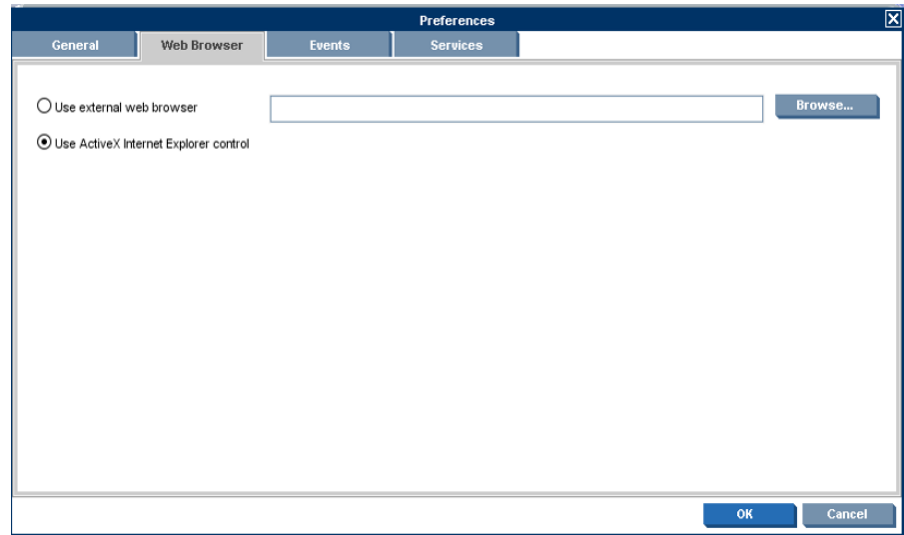 Preferences
General Web Browser Events Services
Use external web browser Browse...
Use ActiveX Internet Explorer control
OK Cancel